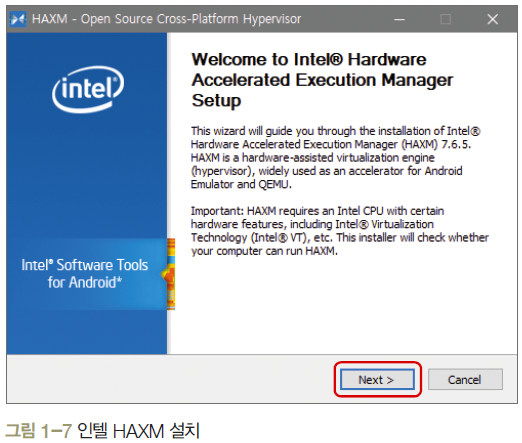 HAXM - Open Source Cross-Platform Hypervisor
intel
Welcome to Intel® Hardware
Accelerated Execution Manager
Setup
This wizard will guide you through the installation of Intel®
Hardware Accelerated Execution Manager (HAXM) 7.6.5.
HAXM is a hardware-assisted virtualization engine
(hypervisor), widely used as an accelerator for Android
Emulator and QEMU.
Important: HAXM requires an Intel CPU with certain
hardware features, including Intel® Virtualization
Technology (Intel® VT), etc. This installer will check whether
your computer can run HAXM.
Intel® Software Tools
for Android*
Next >
Cancel
그림 1-7 인텔 HAXM 설치